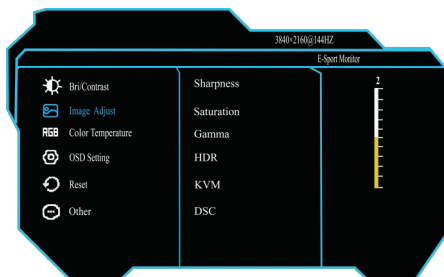 3840×2160@144HZ
E-Sport Monitor
Bri/Contrast
Image Adjust
RGB Color Temperature
OSD Setting
Reset
Other
Sharpness
Saturation
Gamma
HDR
KVM
DSC
2